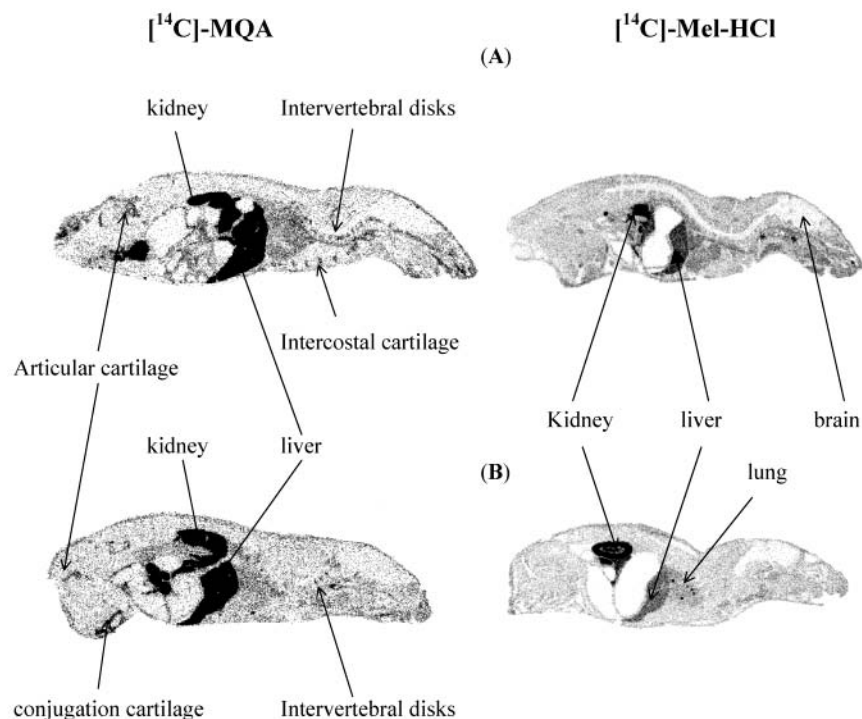 [¹⁴C]-MQA
[¹⁴C]-Mel-HCl
(A)
kidney
Intervertebral disks
Articular cartilage
Intercostal cartilage
Kidney
liver
brain
kidney
liver
(B)
lung
conjugation cartilage
Intervertebral disks